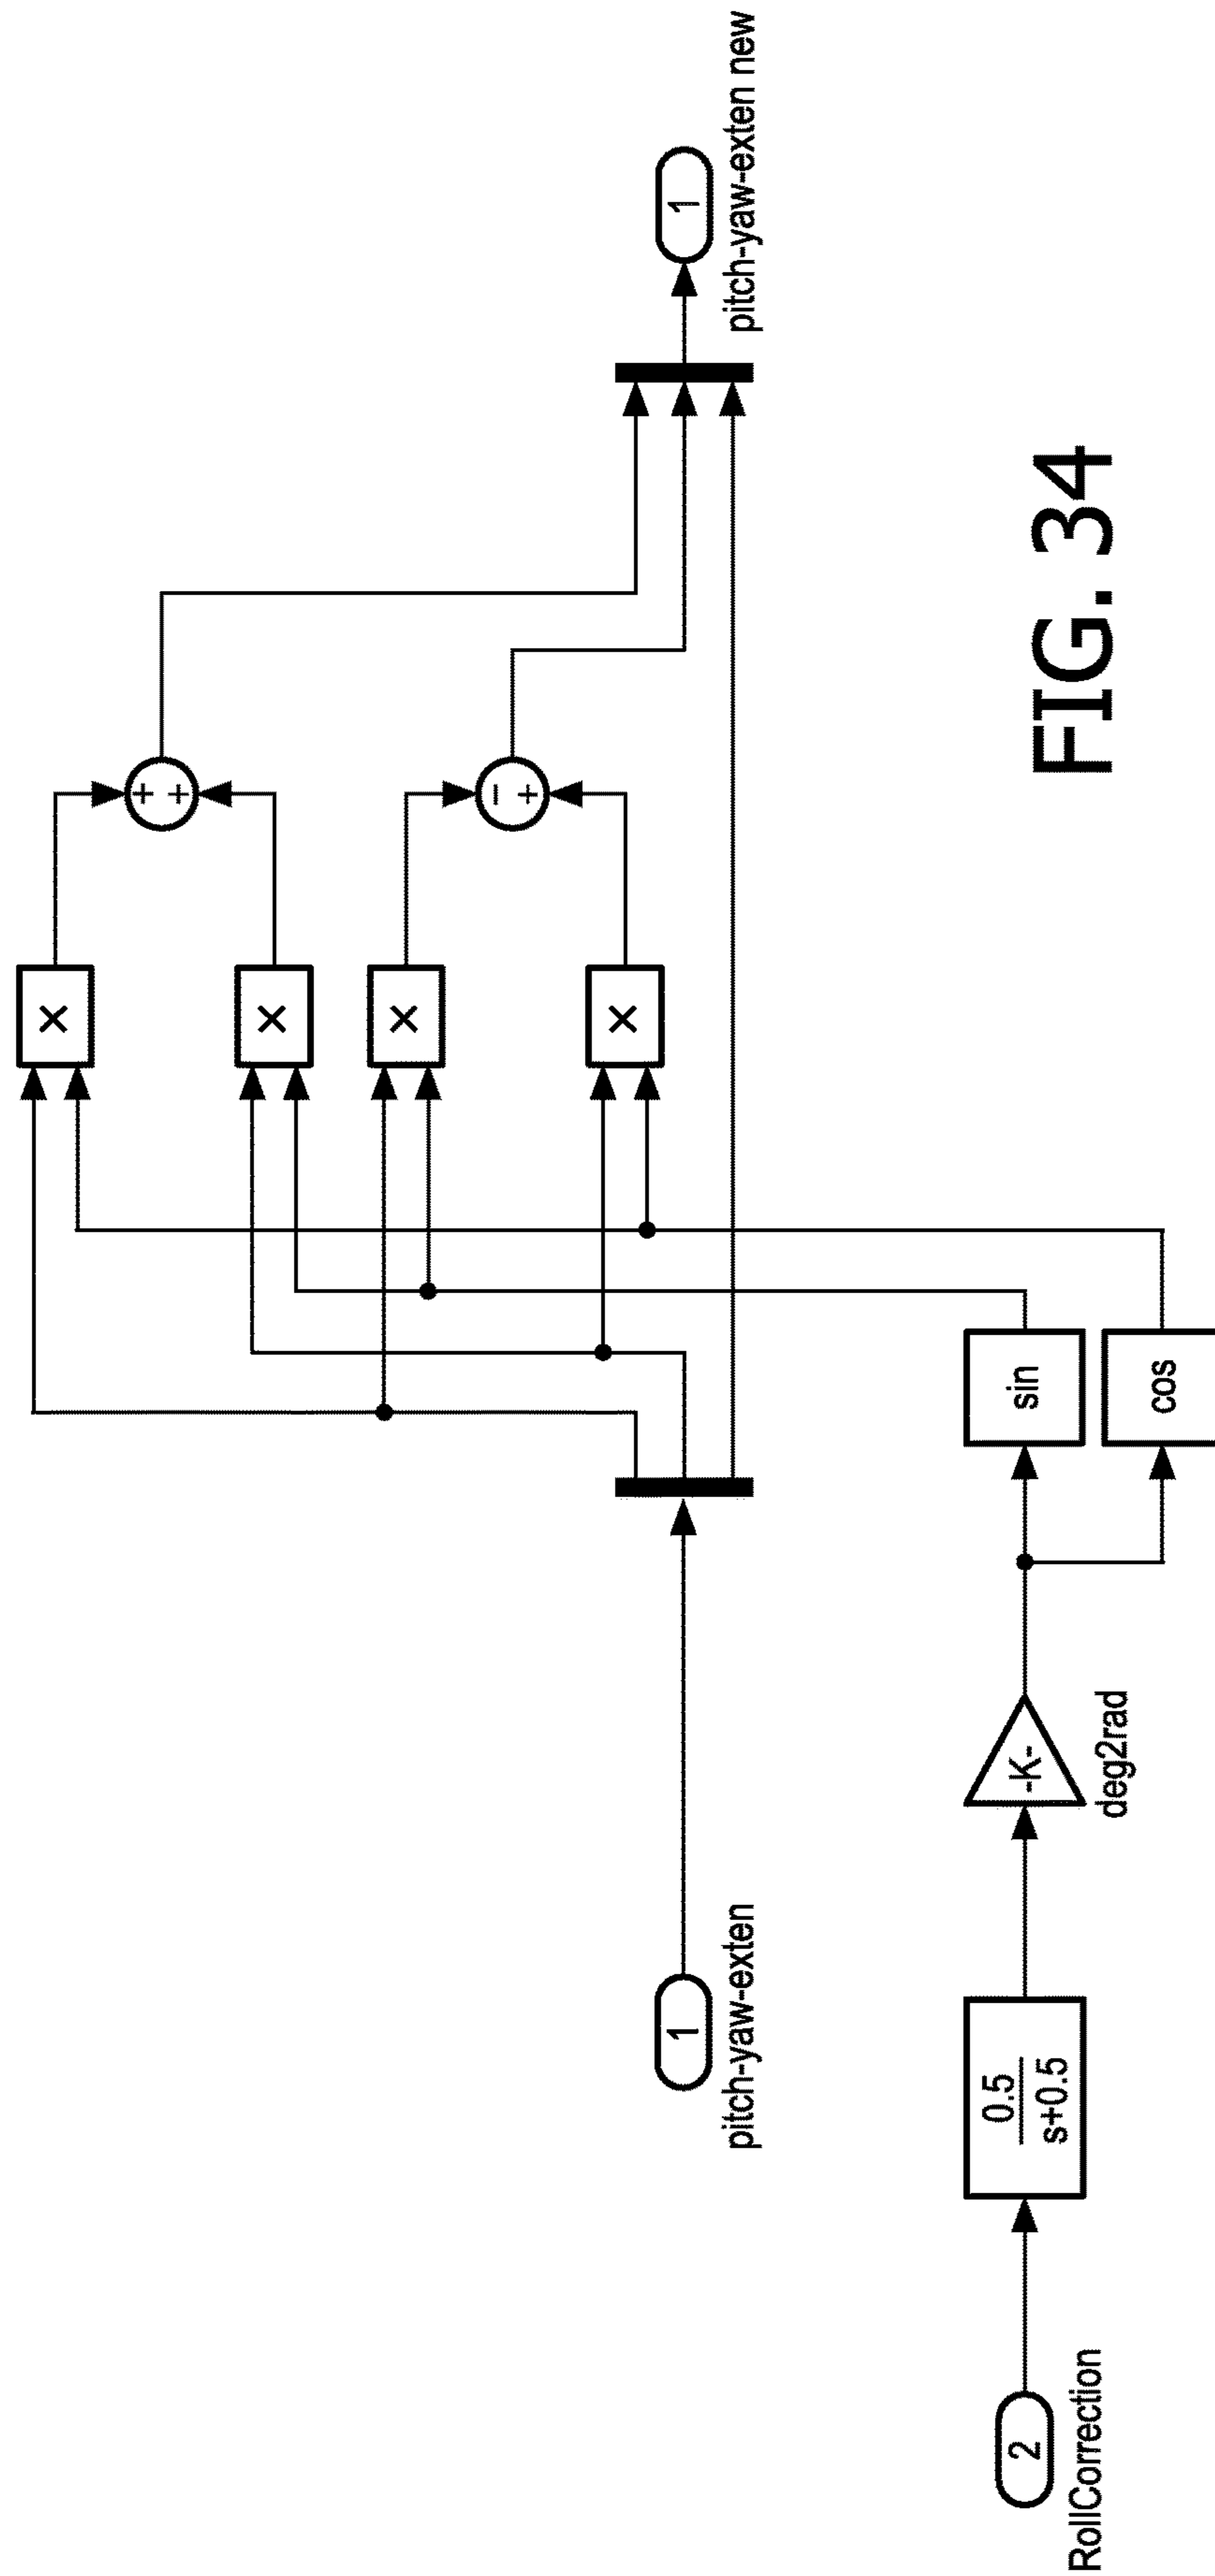 ×
×
×
×
+
+
−
+
1
pitch-yaw-exten new
1
pitch-yaw-exten
2
RollCorrection
0.5
s+0.5
-K-
deg2rad
sin
cos
FIG. 34